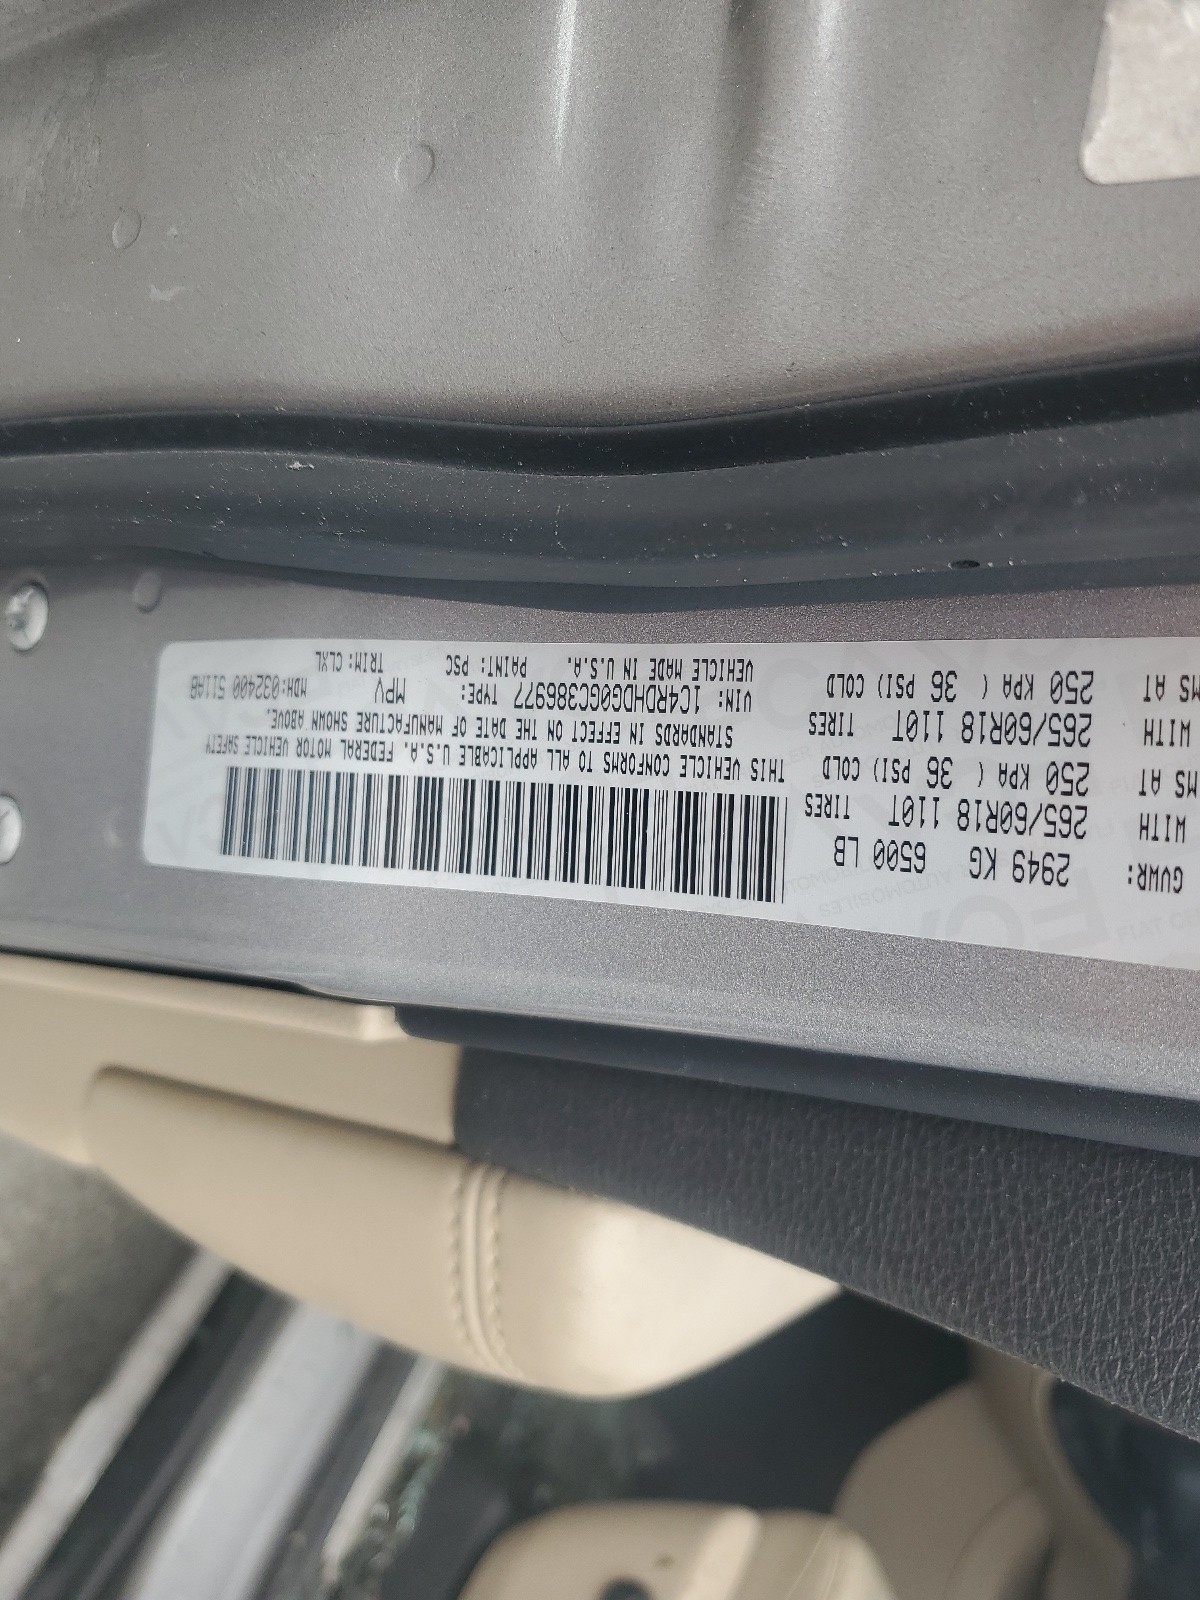 GVWR: 2949 KG 6500 LB
WITH 265/60R18 110T TIRES
MS AT 250 KPA ( 36 PSI) COLD
WITH 265/60R18 110T TIRES
MS AT 250 KPA ( 36 PSI) COLD
THIS VEHICLE CONFORMS TO ALL APPLICABLE U.S.A. FEDERAL MOTOR VEHICLE SAFETY
STANDARDS IN EFFECT ON THE DATE OF MANUFACTURE SHOWN ABOVE.
VIN: 1C4RDHDG0GC386977 TYPE: MPV MDH:032400 511AB
VEHICLE MADE IN U.S.A. PAINT: PSC TRIM: CLXL